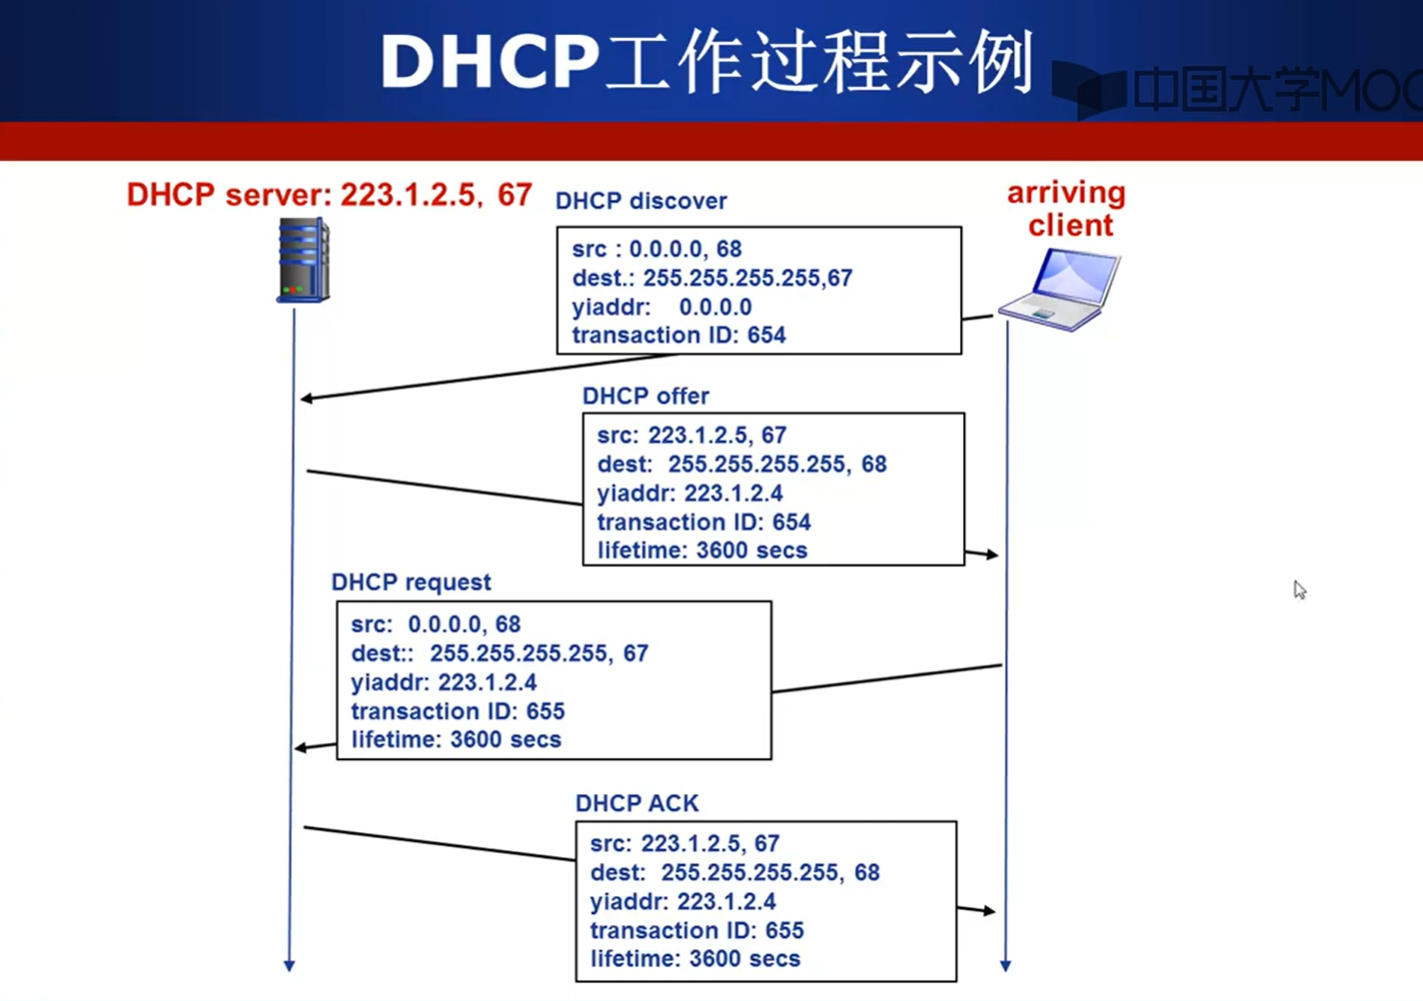 DHCP工作过程示例
中国大学MOO
DHCP server: 223.1.2.5, 67
DHCP discover
arriving
client
src : 0.0.0.0, 68
dest.: 255.255.255.255,67
yiaddr: 0.0.0.0
transaction ID: 654
DHCP offer
src: 223.1.2.5, 67
dest: 255.255.255.255, 68
yiaddr: 223.1.2.4
transaction ID: 654
lifetime: 3600 secs
DHCP request
src: 0.0.0.0, 68
dest:: 255.255.255.255, 67
yiaddr: 223.1.2.4
transaction ID: 655
lifetime: 3600 secs
DHCP ACK
src: 223.1.2.5, 67
dest: 255.255.255.255, 68
yiaddr: 223.1.2.4
transaction ID: 655
lifetime: 3600 secs